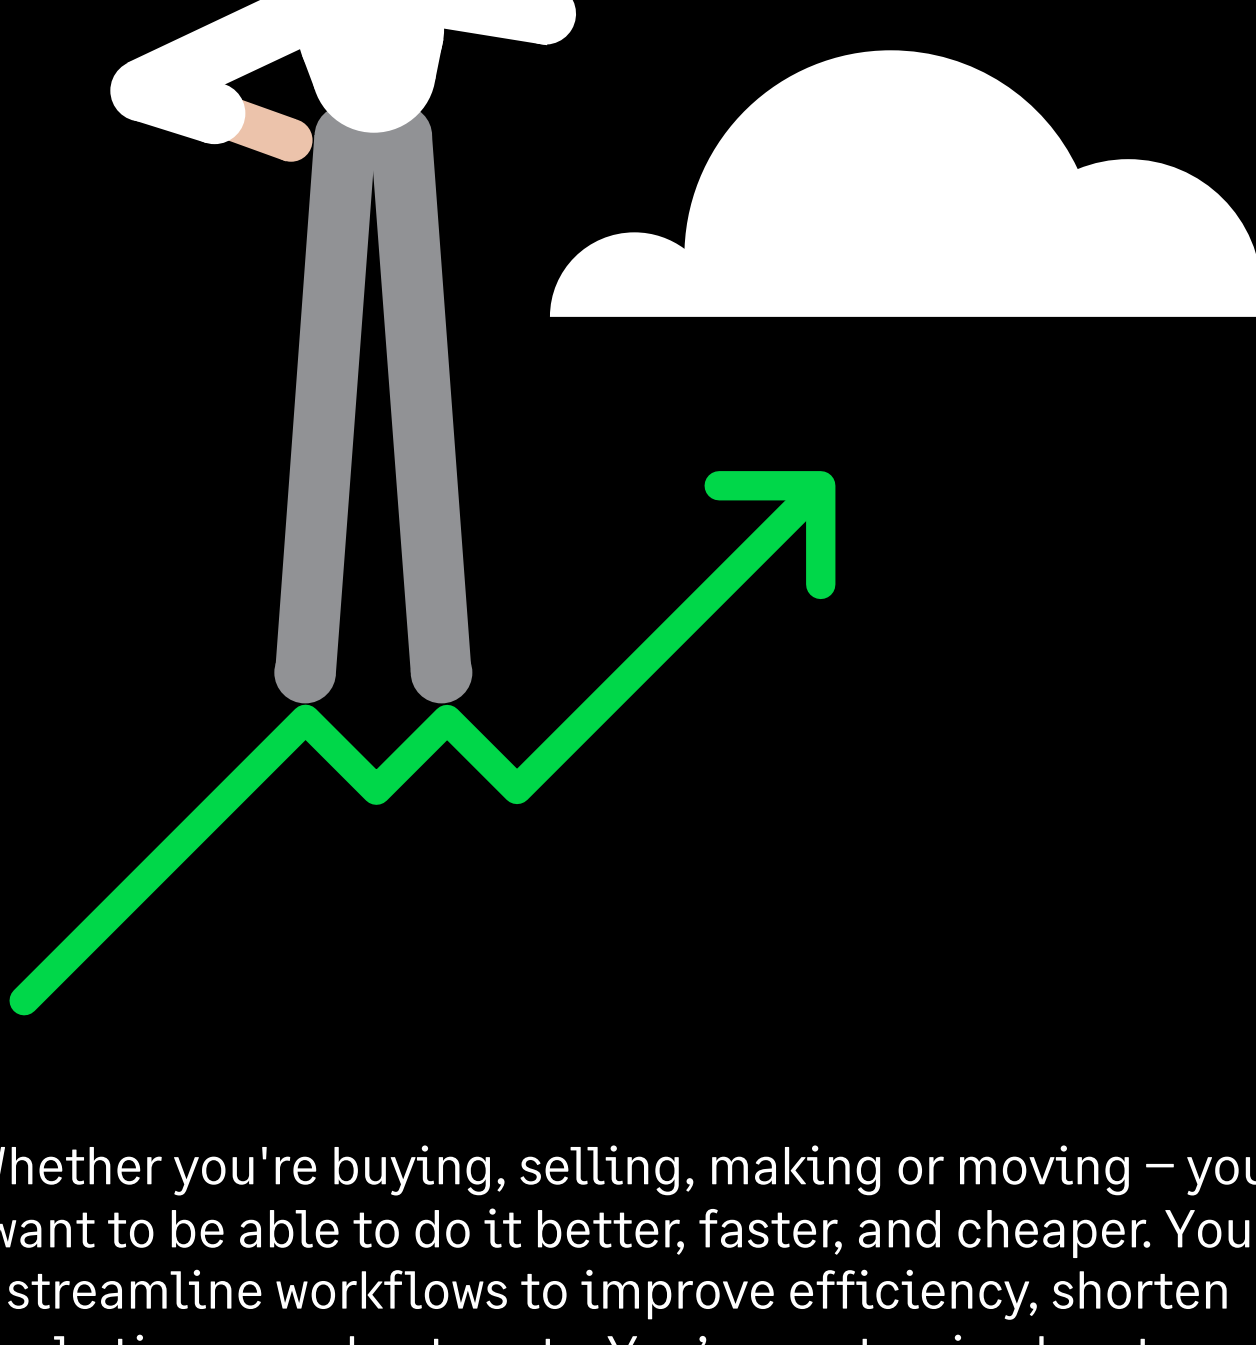 Whether you're buying, selling, making or moving – you
want to be able to do it better, faster, and cheaper. You
streamline workflows to improve efficiency, shorten